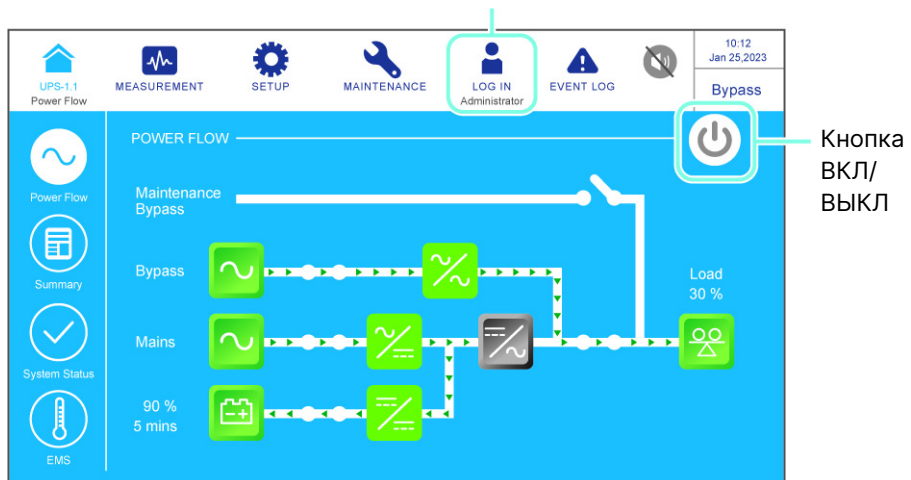 10:12
Jan 25,2023
UPS-1.1
MEASUREMENT
SETUP
MAINTENANCE
LOG IN
EVENT LOG
Power Flow
Administrator
Bypass
POWER FLOW
Кнопка
ВКЛ/
ВЫКЛ
Power Flow
Maintenance
Bypass
Bypass
Summary
Load
30 %
Mains
System Status
90 %
5 mins
EMS